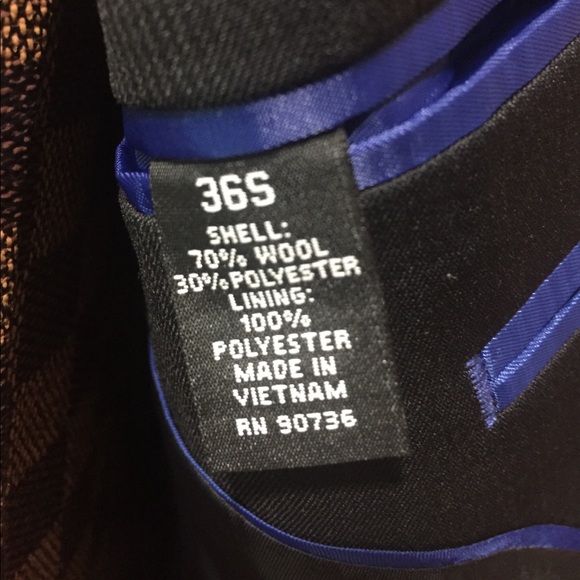 36S
SHELL:
70% WOOL
30%POLYESTER
LINING:
100%
POLYESTER
MADE IN
VIETNAM
RN 90736